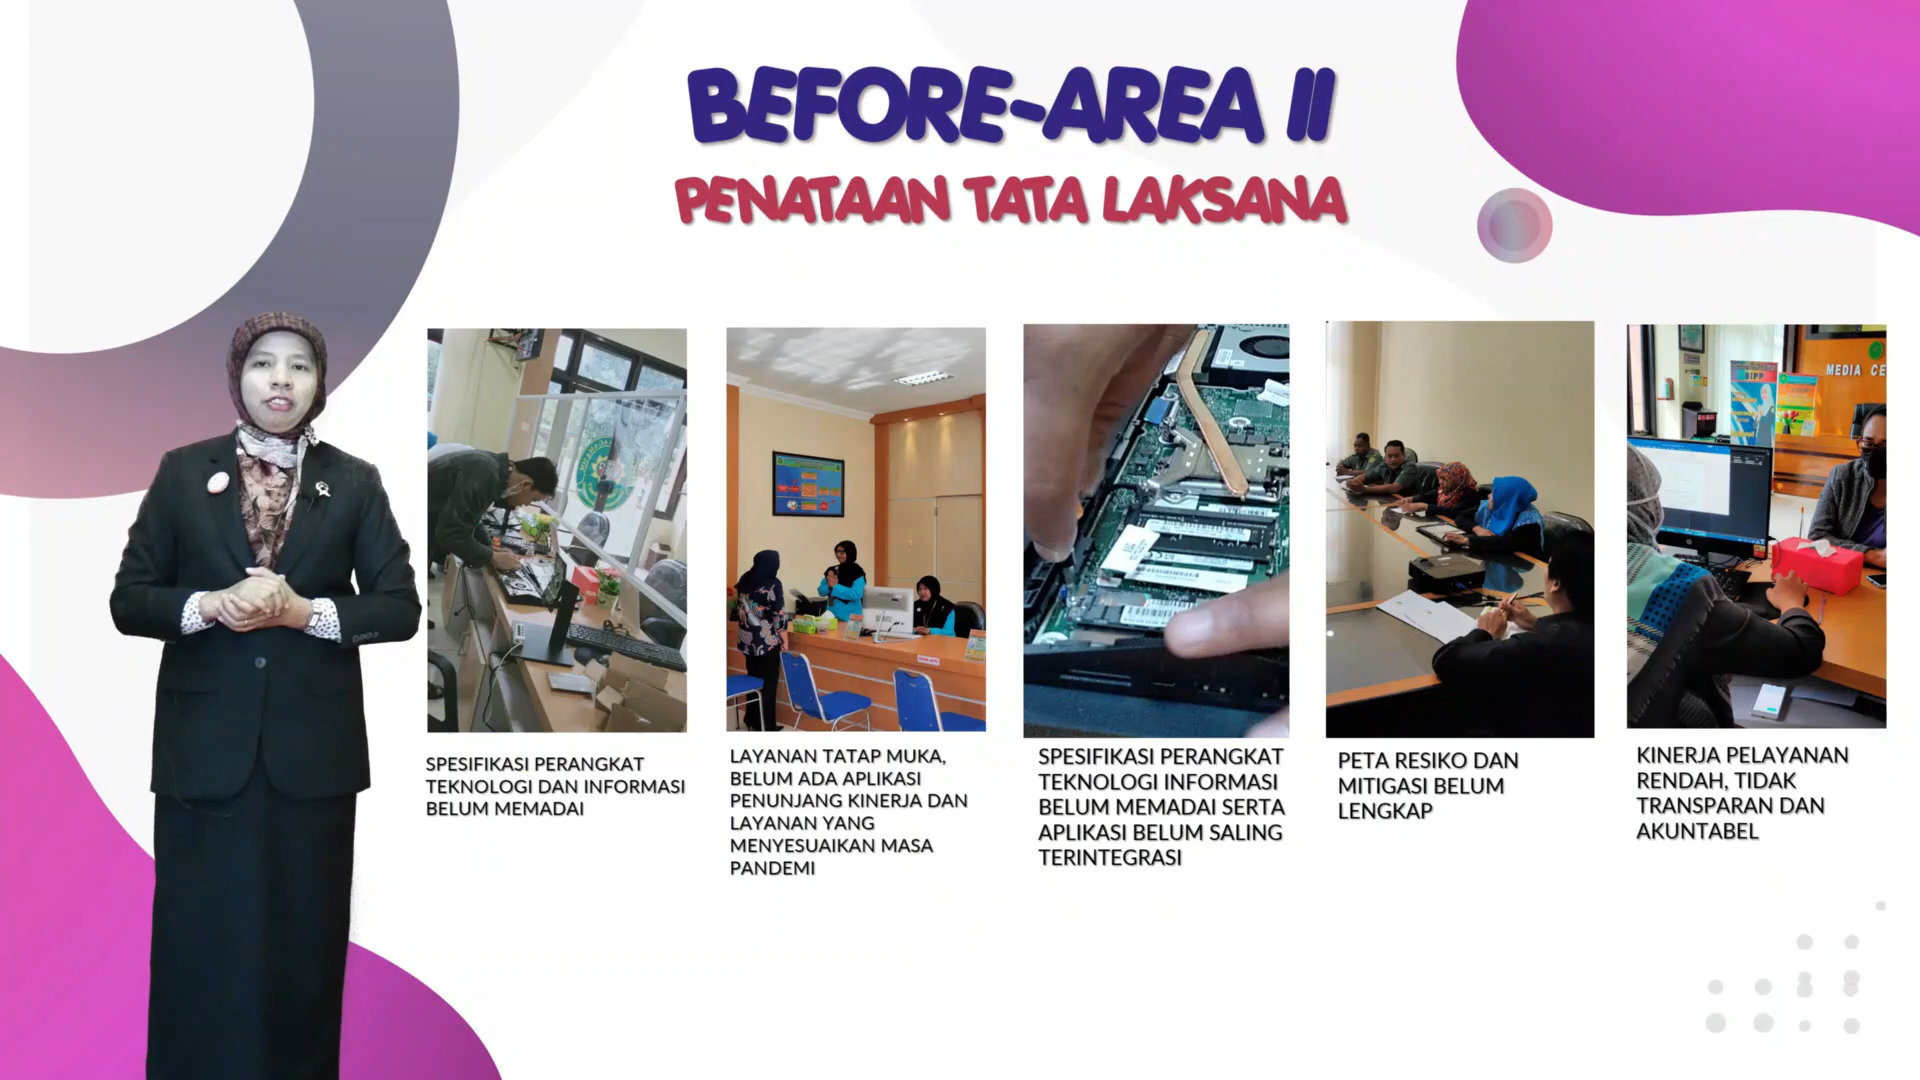 BEFORE-AREA II
PENATAAN TATA LAKSANA
MEDIA CE
SPESIFIKASI PERANGKAT
TEKNOLOGI DAN INFORMASI
BELUM MEMADAI
LAYANAN TATAP MUKA,
BELUM ADA APLIKASI
PENUNJANG KINERJA DAN
LAYANAN YANG
MENYESUAIKAN MASA
PANDEMI
SPESIFIKASI PERANGKAT
TEKNOLOGI INFORMASI
BELUM MEMADAI SERTA
APLIKASI BELUM SALING
TERINTEGRASI
PETA RESIKO DAN
MITIGASI BELUM
LENGKAP
KINERJA PELAYANAN
RENDAH, TIDAK
TRANSPARAN DAN
AKUNTABEL